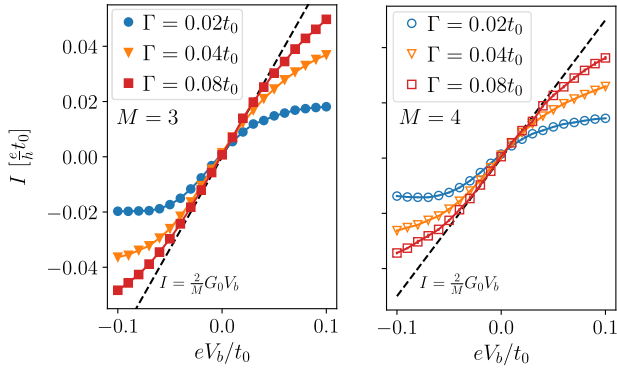 Γ = 0.02t₀
Γ = 0.04t₀
Γ = 0.08t₀
M = 3
I = 2/M G₀V_b
I [e/h t₀]
0.04
0.02
0.00
−0.02
−0.04
−0.1
0.0
0.1
eV_b/t₀
Γ = 0.02t₀
Γ = 0.04t₀
Γ = 0.08t₀
M = 4
I = 2/M G₀V_b
−0.1
0.0
0.1
eV_b/t₀